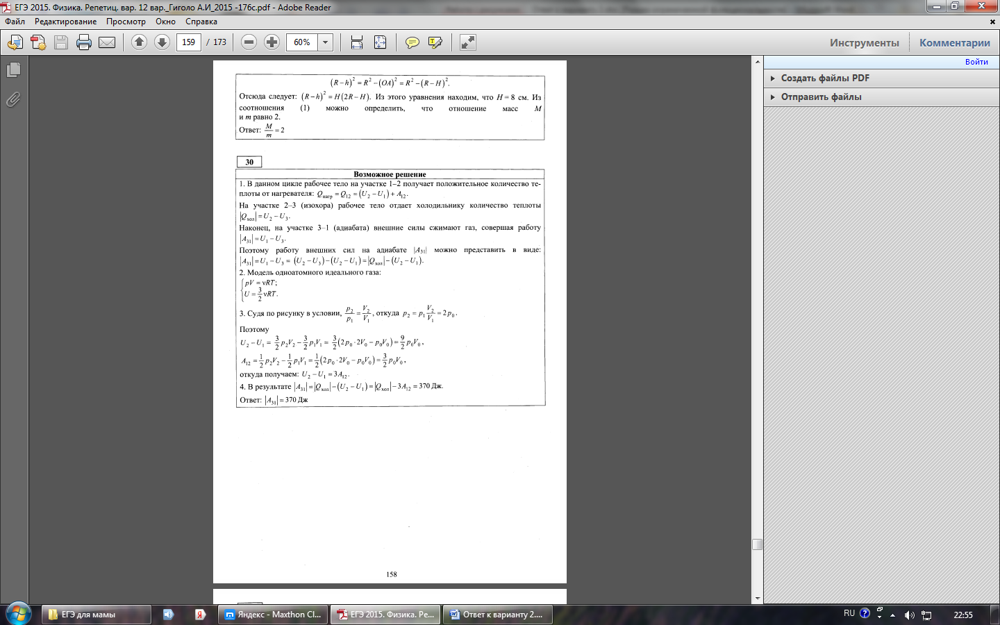 ЕГЭ 2015. Физика. Репетиц. вар. 12 вар._Гиголо А.И_2015 -176с.pdf - Adobe Reader
Файл Редактирование Просмотр Окно Справка
159 / 173 60% Инструменты Комментарии
Войти
Создать файлы PDF
Отправить файлы
(R−h)² = R² −(OA)² = R² −(R−H)².
Отсюда следует: (R−h)² = H(2R−H). Из этого уравнения находим, что H = 8 см. Из
соотношения (1) можно определить, что отношение масс M
и m равно 2.
Ответ: M/m = 2
30
Возможное решение
1. В данном цикле рабочее тело на участке 1–2 получает положительное количество те-
плоты от нагревателя: Qнагр = Q12 = (U2 − U1) + A12.
На участке 2–3 (изохора) рабочее тело отдает холодильнику количество теплоты
|Qхол| = U2 − U3.
Наконец, на участке 3–1 (адиабата) внешние силы сжимают газ, совершая работу
|A31| = U1 − U3.
Поэтому работу внешних сил на адиабате |A31| можно представить в виде:
|A31| = U1 − U3 = (U2 − U3) − (U2 − U1) = |Qхол| − (U2 − U1).
2. Модель одноатомного идеального газа:
pV = νRT;
U = 3/2 νRT.
3. Судя по рисунку в условии, p2/p1 = V2/V1, откуда p2 = p1 V2/V1 = 2p0.
Поэтому
U2 − U1 = 3/2 p2V2 − 3/2 p1V1 = 3/2 (2p0 · 2V0 − p0V0) = 9/2 p0V0,
A12 = 1/2 p2V2 − 1/2 p1V1 = 1/2 (2p0 · 2V0 − p0V0) = 3/2 p0V0,
откуда получаем: U2 − U1 = 3A12.
4. В результате |A31| = |Qхол| − (U2 − U1) = |Qхол| − 3A12 = 370 Дж.
Ответ: |A31| = 370 Дж
158
ЕГЭ для мамы Я Яндекс - Maxthon Cl... ЕГЭ 2015. Физика. Ре... Ответ к варианту 2.... RU 22:55